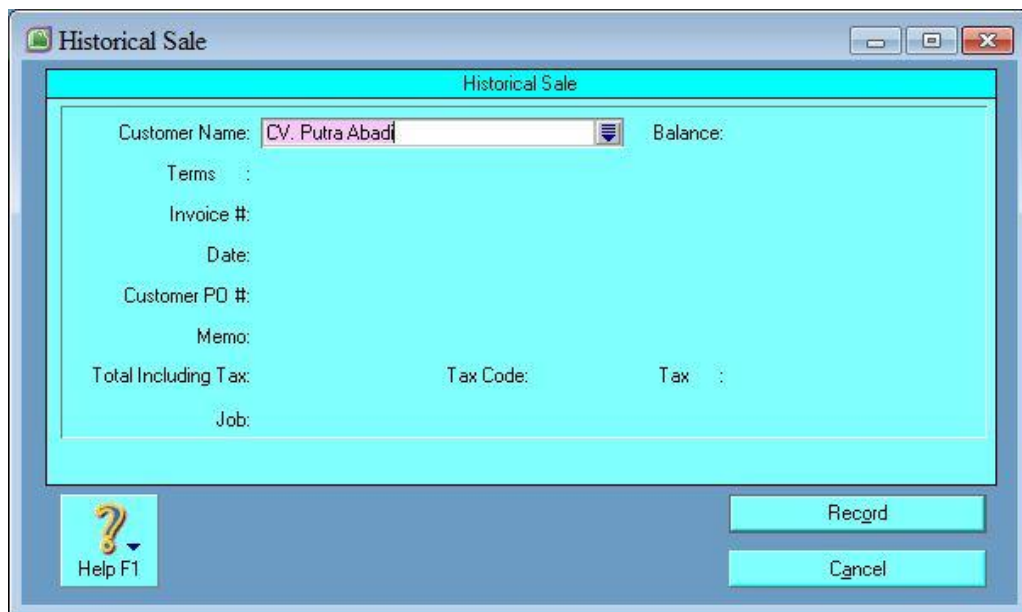 Historical Sale
Historical Sale
Customer Name: CV. Putra Abadi Balance:
Terms :
Invoice #:
Date:
Customer PO #:
Memo:
Total Including Tax: Tax Code: Tax :
Job:
Record
Help F1
Cancel